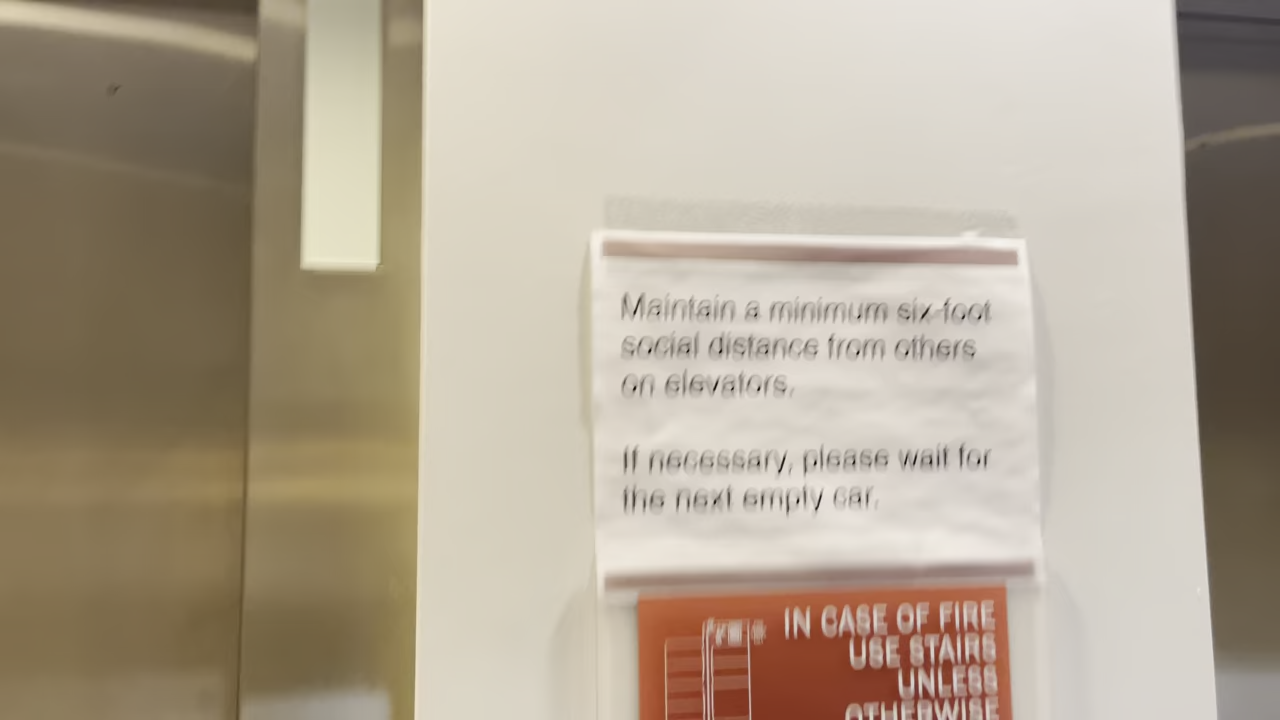 Maintain a minimum six-foot
social distance from others
on elevators.
If necessary, please wait for
the next empty car.
IN CASE OF FIRE
USE STAIRS
UNLESS
OTHERWISE